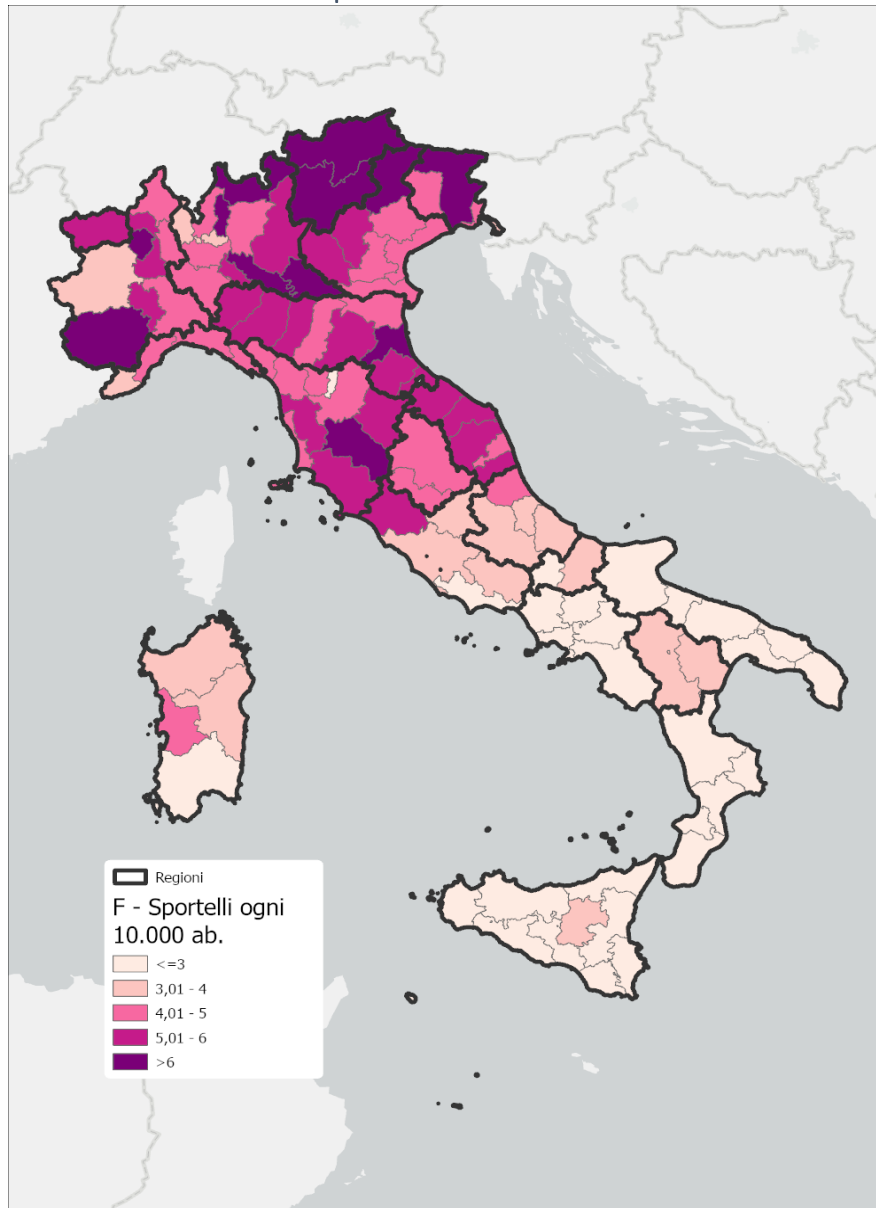 Regioni
F - Sportelli ogni
10.000 ab.
<=3
3,01 - 4
4,01 - 5
5,01 - 6
>6